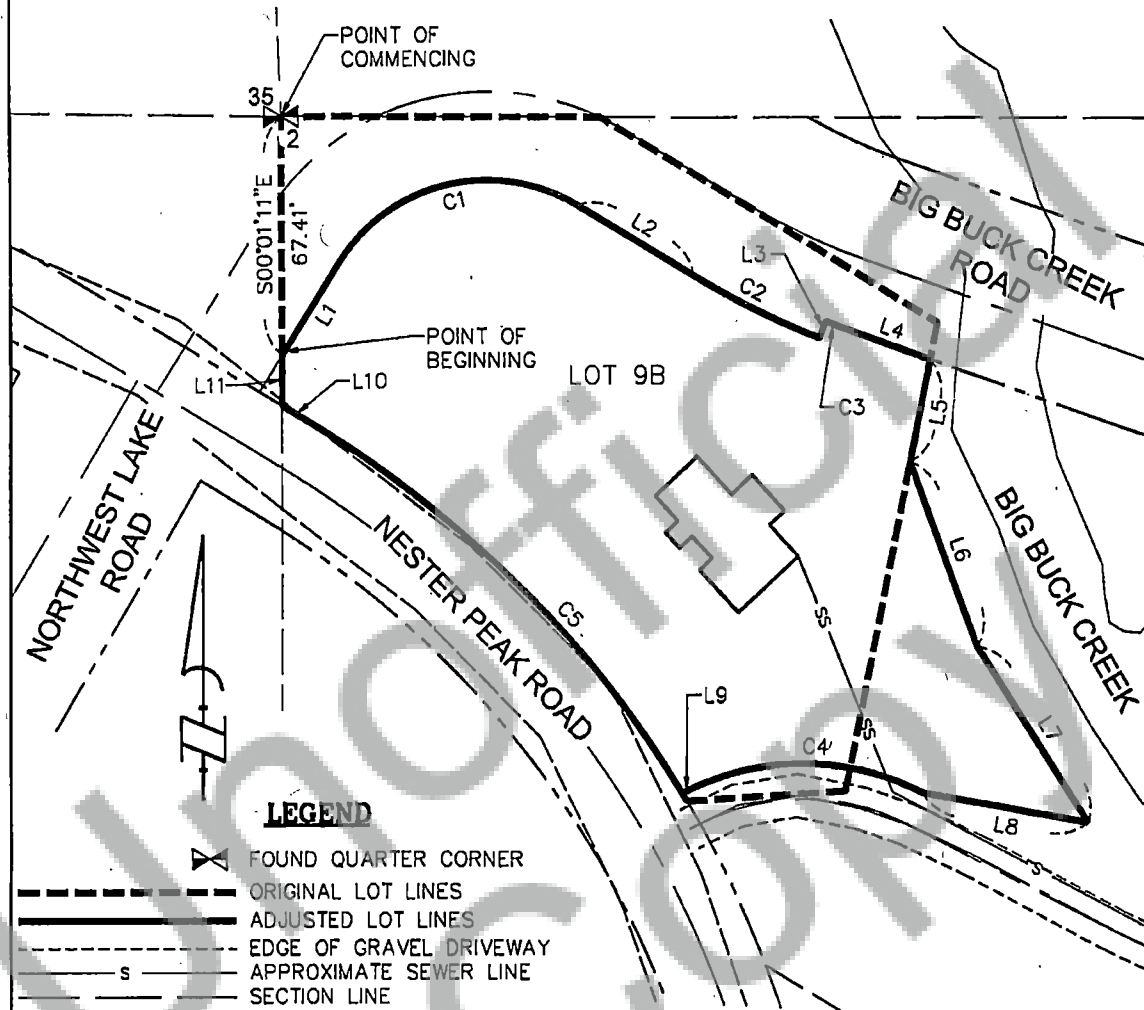 POINT OF
COMMENCING
35
2
S00°01'11"E
67.41'
C1
L1
L2
L3
C2
L4
BIG BUCK CREEK
ROAD
POINT OF
BEGINNING
LOT 9B
L11
L10
C3
L5
NORTHWEST LAKE
ROAD
NESTER PEAK ROAD
C5
L6
BIG BUCK CREEK
SS
SS
L9
C4
L7
L8
S
N
LEGEND
FOUND QUARTER CORNER
ORIGINAL LOT LINES
ADJUSTED LOT LINES
EDGE OF GRAVEL DRIVEWAY
S
APPROXIMATE SEWER LINE
SECTION LINE
Unofficial
Copy